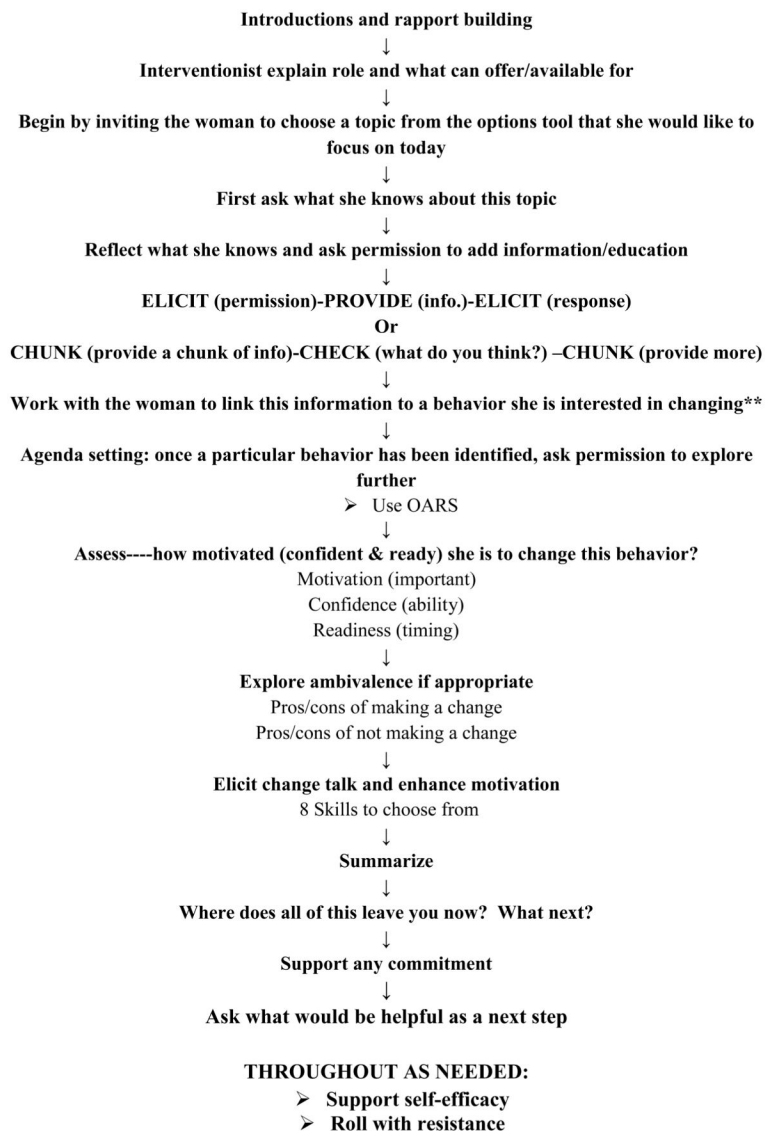 Introductions and rapport building
↓
Interventionist explain role and what can offer/available for
↓
Begin by inviting the woman to choose a topic from the options tool that she would like to
focus on today
↓
First ask what she knows about this topic
↓
Reflect what she knows and ask permission to add information/education
↓
ELICIT (permission)-PROVIDE (info.)-ELICIT (response)
Or
CHUNK (provide a chunk of info)-CHECK (what do you think?) –CHUNK (provide more)
↓
Work with the woman to link this information to a behavior she is interested in changing**
↓
Agenda setting: once a particular behavior has been identified, ask permission to explore
further
➢ Use OARS
↓
Assess----how motivated (confident & ready) she is to change this behavior?
Motivation (important)
Confidence (ability)
Readiness (timing)
↓
Explore ambivalence if appropriate
Pros/cons of making a change
Pros/cons of not making a change
↓
Elicit change talk and enhance motivation
8 Skills to choose from
↓
Summarize
↓
Where does all of this leave you now?  What next?
↓
Support any commitment
↓
Ask what would be helpful as a next step
THROUGHOUT AS NEEDED:
➢ Support self-efficacy
➢ Roll with resistance